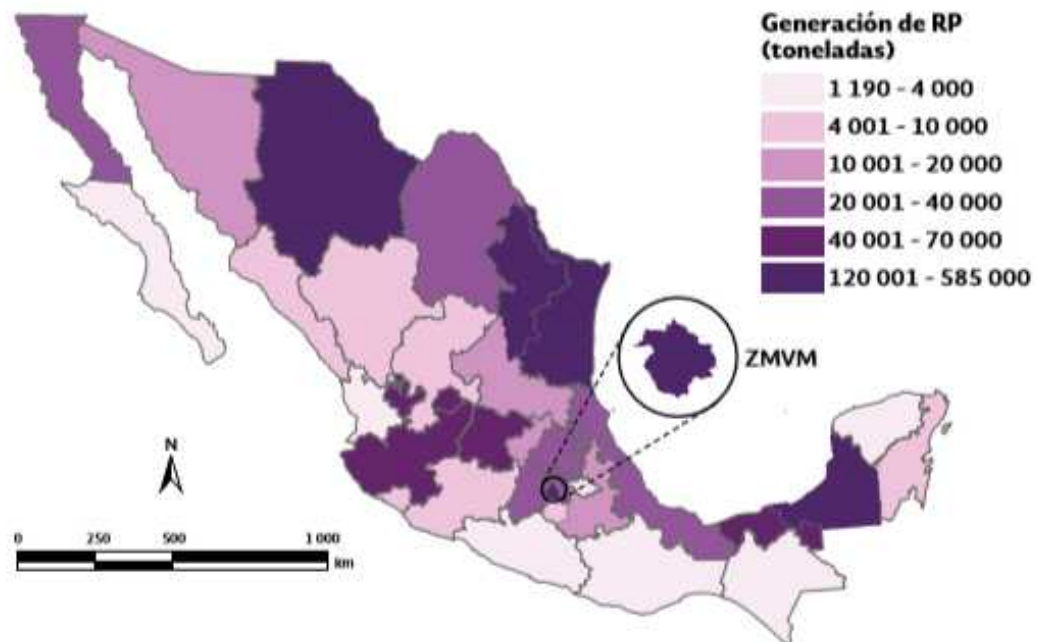 Generación de RP
(toneladas)
1 190 - 4 000
4 001 - 10 000
10 001 - 20 000
20 001 - 40 000
40 001 - 70 000
120 001 - 585 000
ZMVM
N
0 250 500 1 000
km